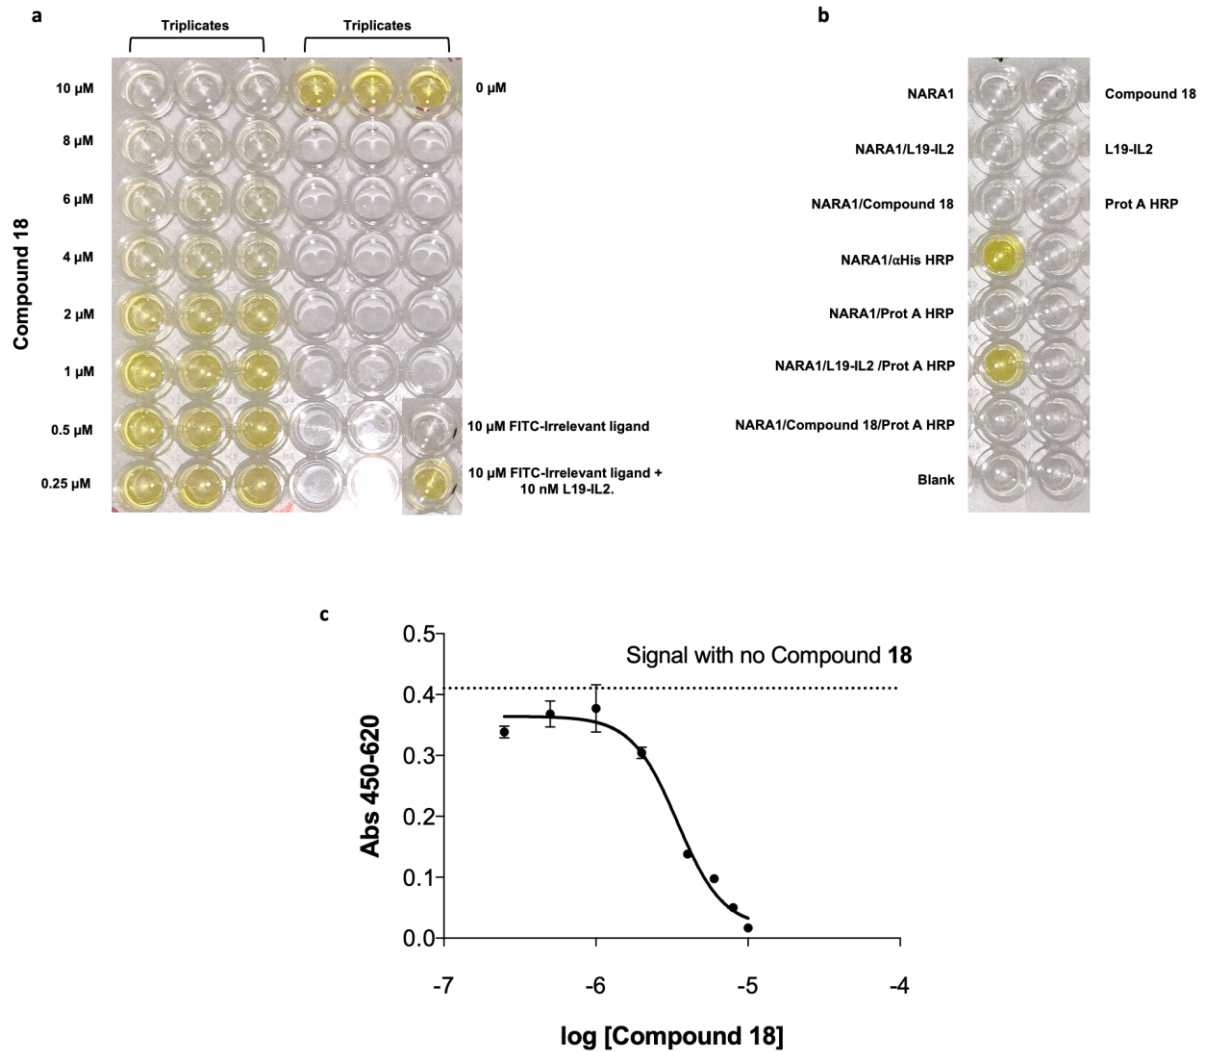 a
Triplicates
Triplicates
10 µM
8 µM
6 µM
4 µM
2 µM
1 µM
0.5 µM
0.25 µM
Compound 18
0 µM
10 µM FITC-Irrelevant ligand
10 µM FITC-Irrelevant ligand +
10 nM L19-IL2.
b
NARA1
NARA1/L19-IL2
NARA1/Compound 18
NARA1/αHis HRP
NARA1/Prot A HRP
NARA1/L19-IL2 /Prot A HRP
NARA1/Compound 18/Prot A HRP
Blank
Compound 18
L19-IL2
Prot A HRP
c
Signal with no Compound 18
Abs 450-620
0.5
0.4
0.3
0.2
0.1
0.0
-7 -6 -5 -4
log [Compound 18]